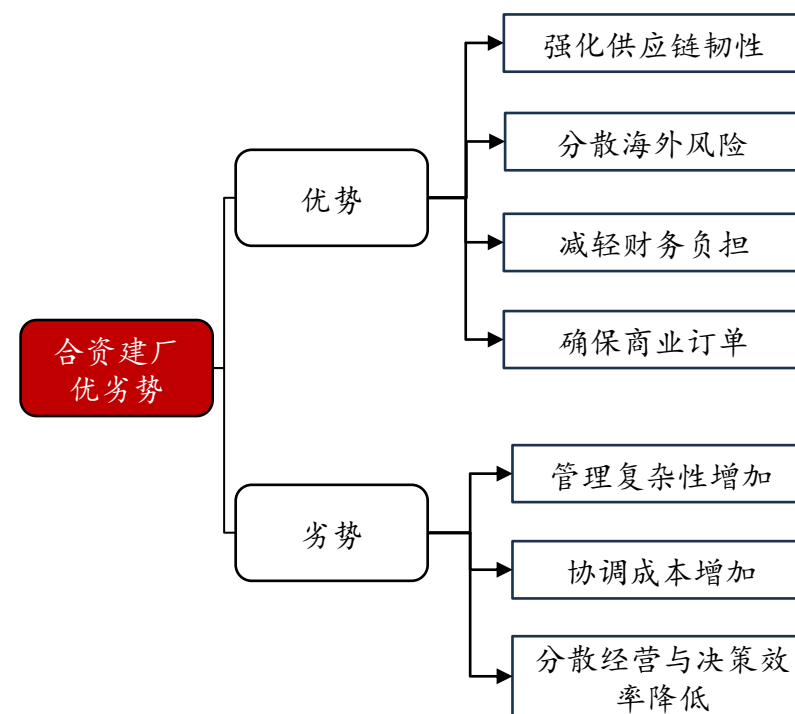 合资建厂
优劣势
优势
强化供应链韧性
分散海外风险
减轻财务负担
确保商业订单
劣势
管理复杂性增加
协调成本增加
分散经营与决策效
率降低